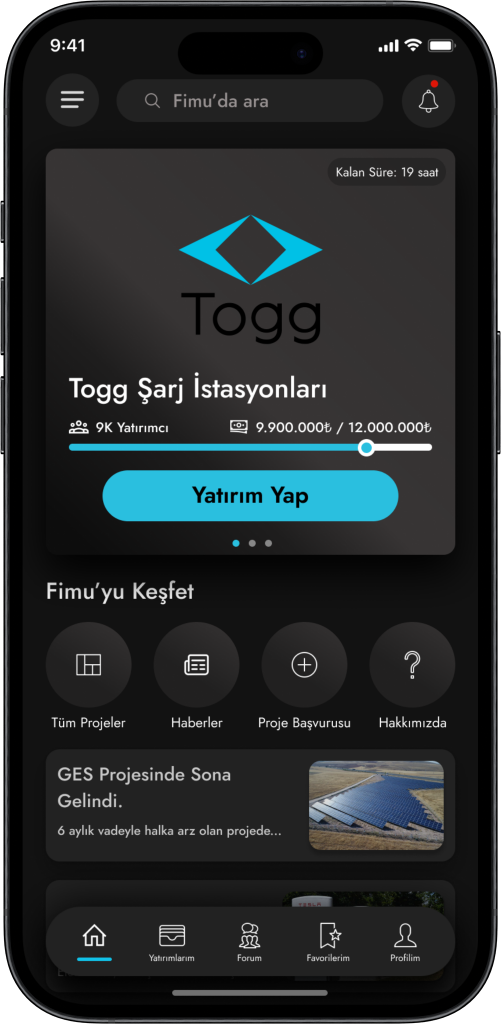 9:41
Fimu'da ara
Kalan Süre: 19 saat
Togg
Togg Şarj İstasyonları
9K Yatırımcı
9.900.000₺ / 12.000.000₺
Yatırım Yap
Fimu'yu Keşfet
Tüm Projeler
Haberler
Proje Başvurusu
Hakkımızda
GES Projesinde Sona
Gelindi.
6 aylık vadeyle halka arz olan projede...
TESLA
Yatırımlarım
Forum
Favorilerim
Profilim